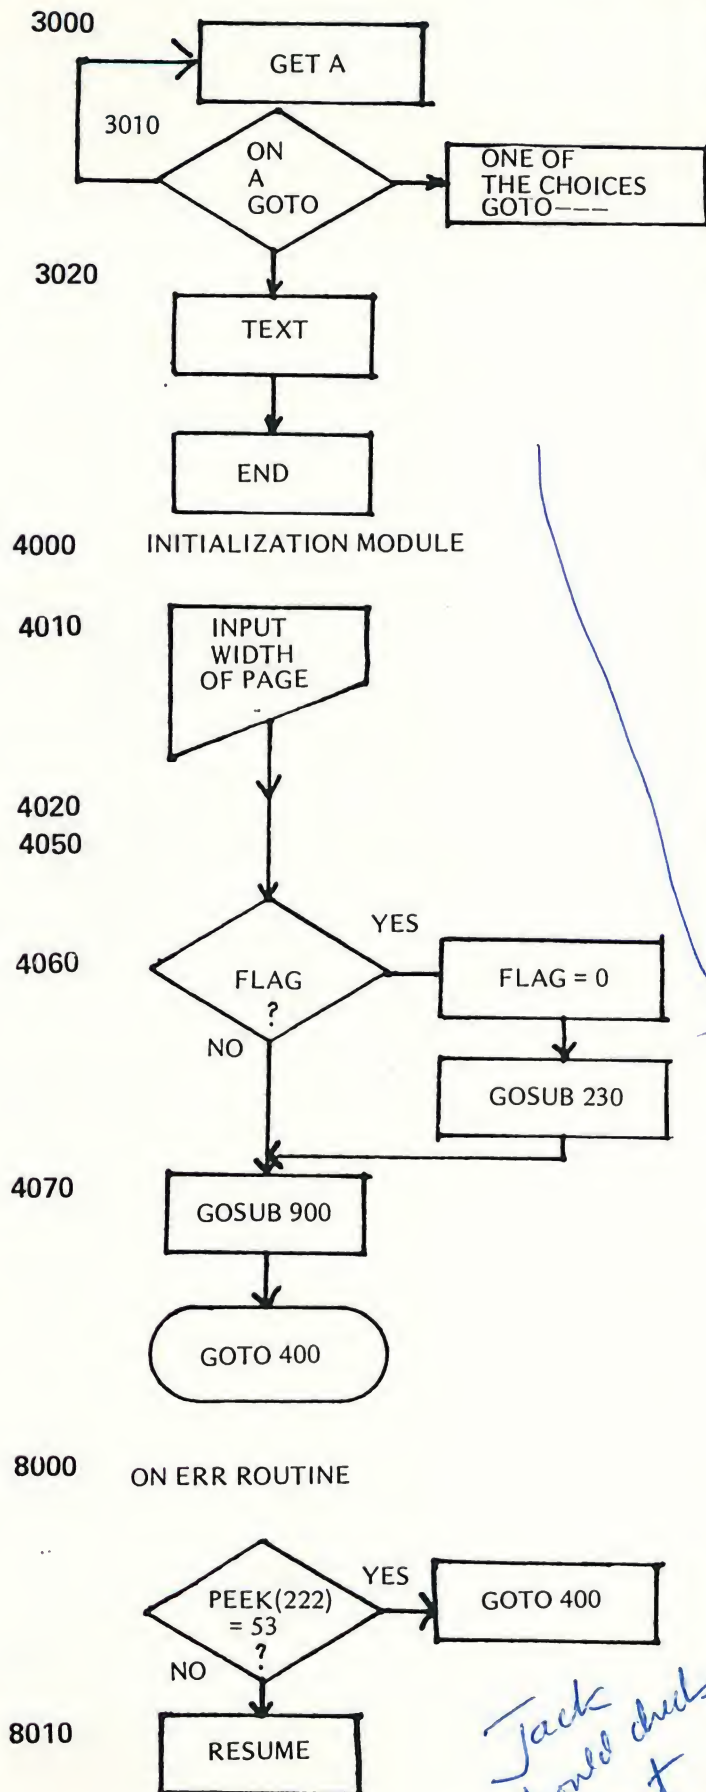 3000
GET A
3010
ON
A
GOTO
ONE OF
THE CHOICES
GOTO---
3020
TEXT
END
4000 INITIALIZATION MODULE
4010
INPUT
WIDTH
OF PAGE
4020
4050
YES
4060
FLAG
?
FLAG = 0
NO
GOSUB 230
4070
GOSUB 900
GOTO 400
8000 ON ERR ROUTINE
PEEK(222)
= 53
?
YES
GOTO 400
NO
8010
RESUME
Jack